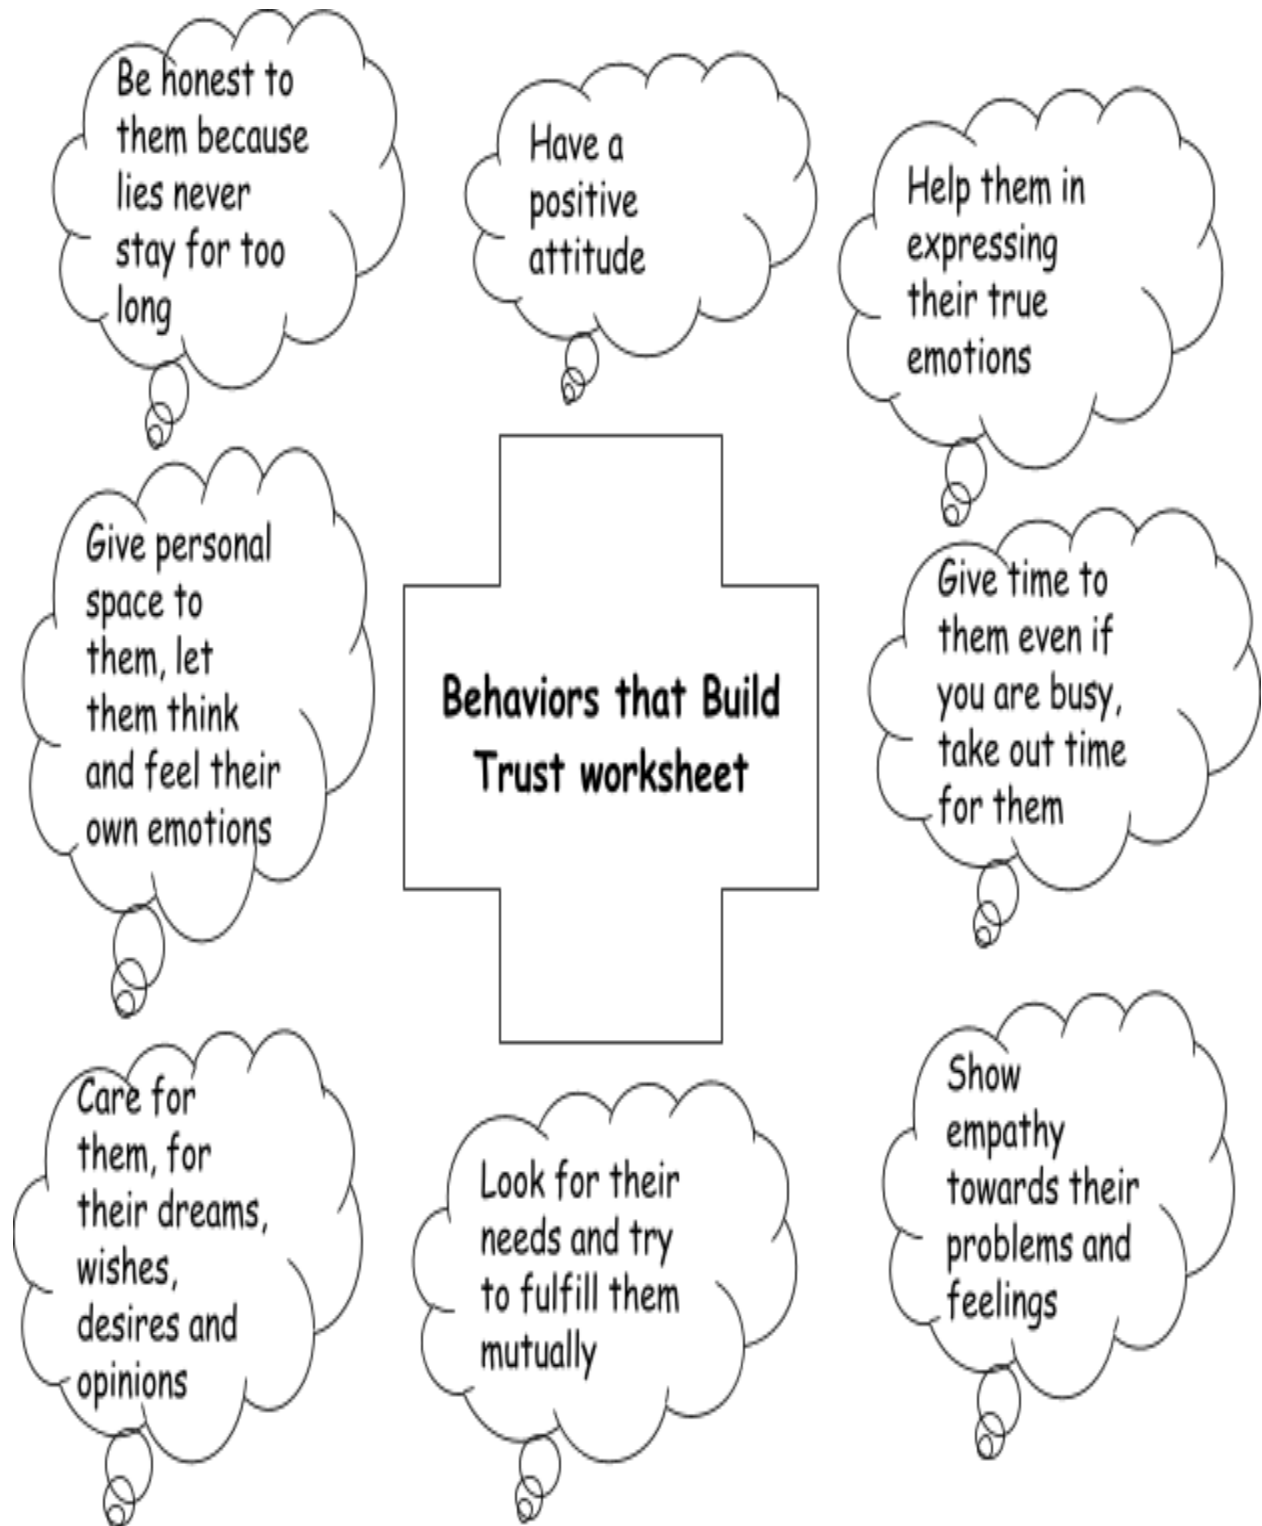 Be honest to
them because
lies never
stay for too
long
Have a
positive
attitude
Help them in
expressing
their true
emotions
Give personal
space to
them, let
them think
and feel their
own emotions
Behaviors that Build
Trust worksheet
Give time to
them even if
you are busy,
take out time
for them
Care for
them, for
their dreams,
wishes,
desires and
opinions
Look for their
needs and try
to fulfill them
mutually
Show
empathy
towards their
problems and
feelings